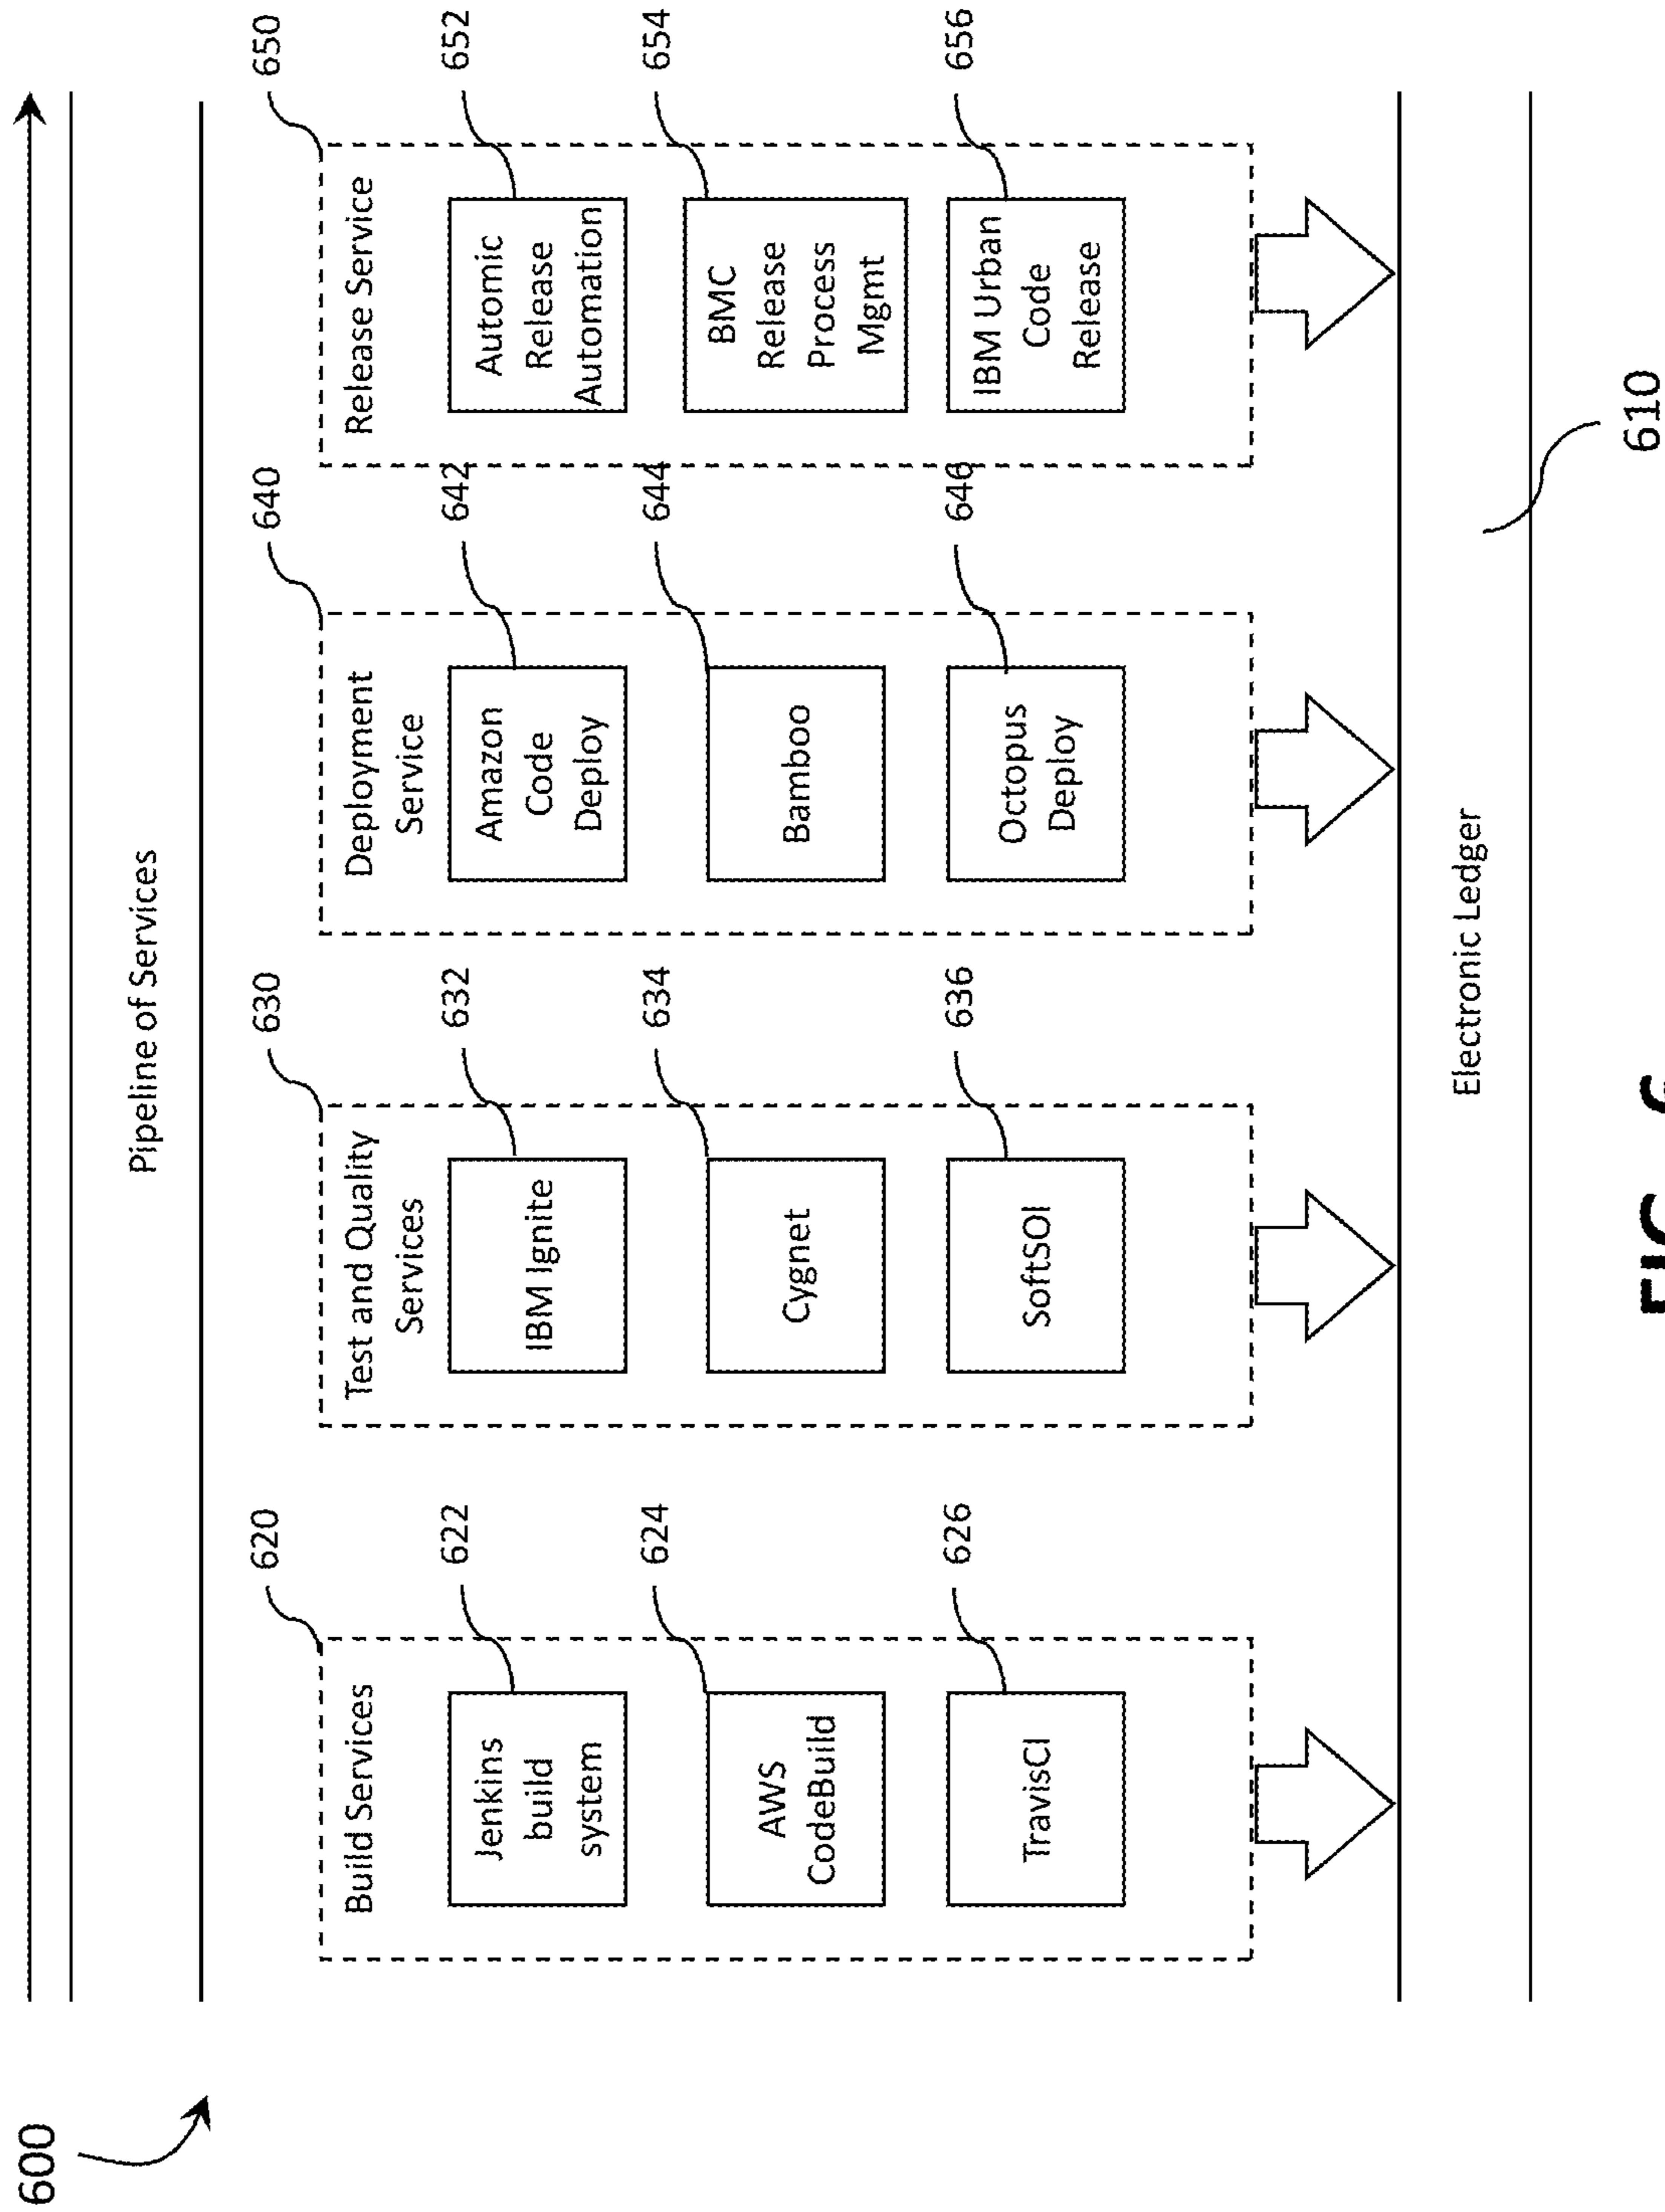 600
Pipeline of Services
620
Build Services
622
Jenkins
build
system
624
AWS
CodeBuild
626
TravisCI
630
Test and Quality
Services
632
IBM Ignite
634
Cygnet
636
SoftSOl
640
Deployment
Service
642
Amazon
Code
Deploy
644
Bamboo
646
Octopus
Deploy
650
Release Service
652
Automic
Release
Automation
654
BMC
Release
Process
Mgmt
656
IBM Urban
Code
Release
Electronic Ledger
610
FIG. 6